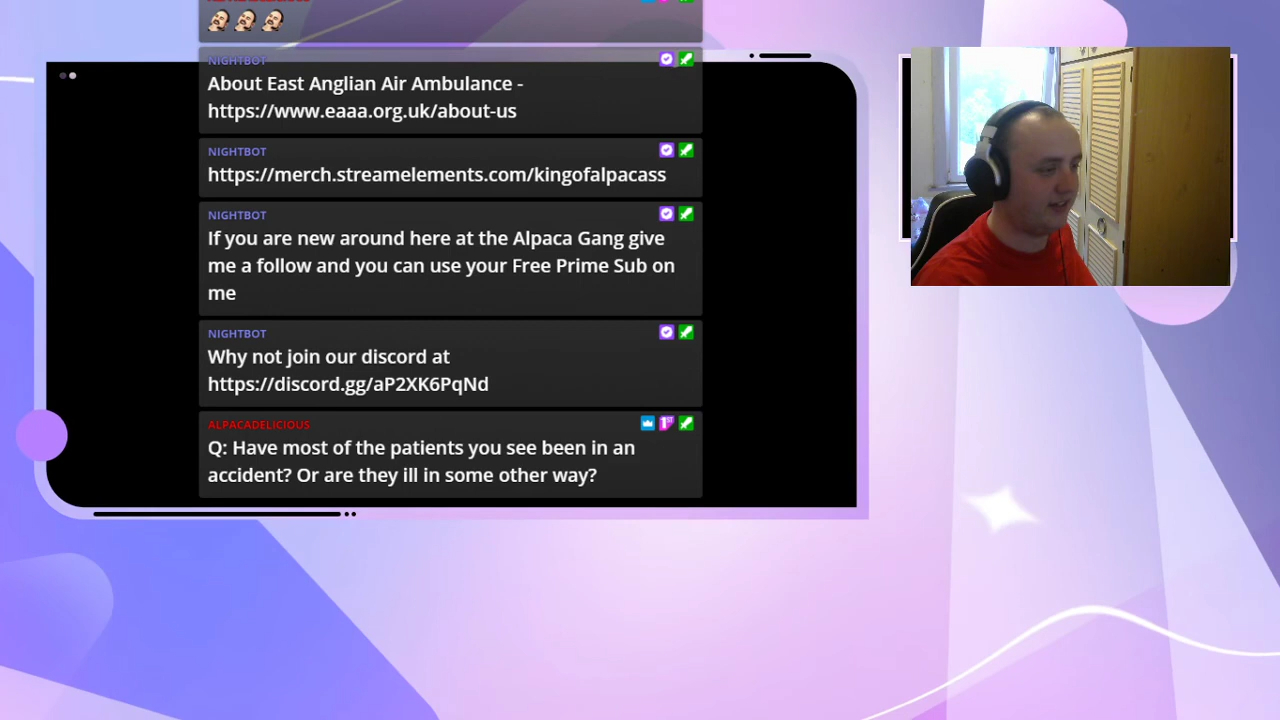 NIGHTBOT
About East Anglian Air Ambulance -
https://www.eaaa.org.uk/about-us
NIGHTBOT
https://merch.streamelements.com/kingofalpacass
NIGHTBOT
If you are new around here at the Alpaca Gang give
me a follow and you can use your Free Prime Sub on
me
NIGHTBOT
Why not join our discord at
https://discord.gg/aP2XK6PqNd
ALPACADELICIOUS
Q: Have most of the patients you see been in an
accident? Or are they ill in some other way?